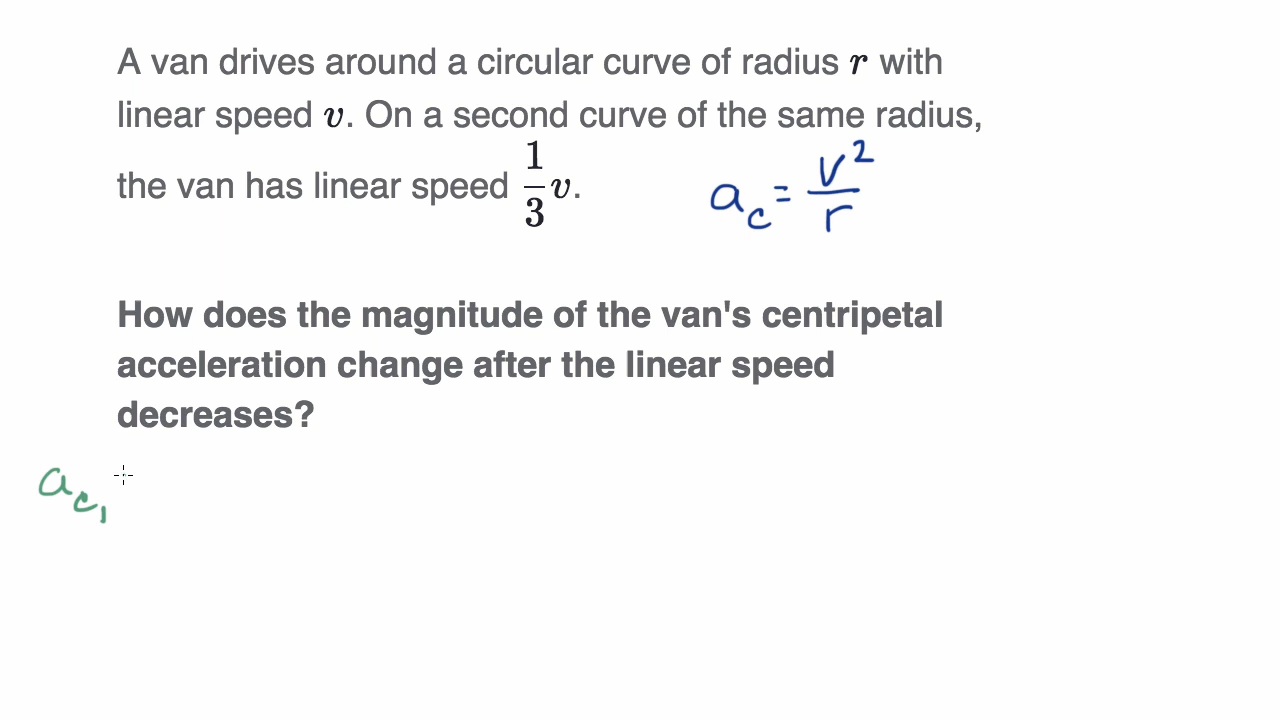 A van drives around a circular curve of radius r with
linear speed v. On a second curve of the same radius,
the van has linear speed 1/3 v.
a_c = v²/r
How does the magnitude of the van's centripetal
acceleration change after the linear speed
decreases?
a_c₁